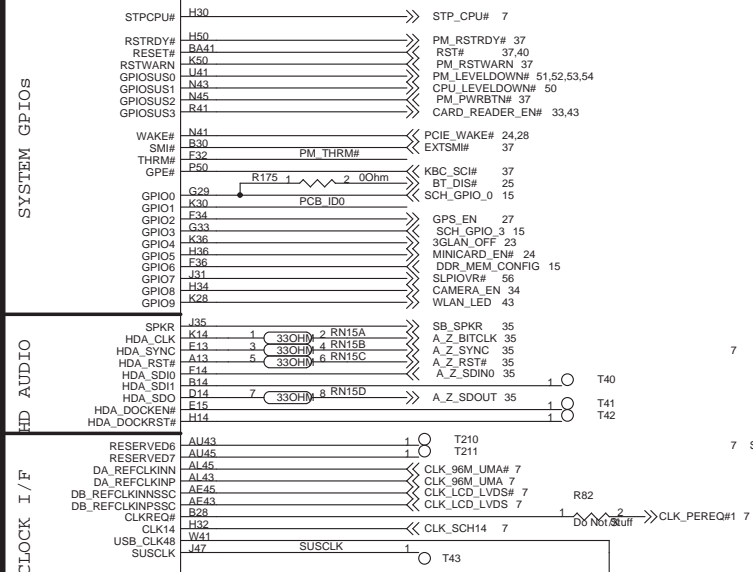 STPCPU# H30 STP_CPU# 7
RSTRDY# H50 PM_RSTRDY# 37
RESET# BA41 RST# 37,40
RSTWARN K50 PM_RSTWARN 37
GPIOSUS0 U41 PM_LEVELDOWN# 51,52,53,54
GPIOSUS1 N43 CPU_LEVELDOWN# 50
GPIOSUS2 N45 PM_PWRBTN# 37
GPIOSUS3 R41 CARD_READER_EN# 33,43
SYSTEM GPIOs
WAKE# N41 PCIE_WAKE# 24,28
SMI# B30 EXTSMI# 37
THRM# F32 PM_THRM#
GPE# P50 KBC_SCI# 37
R175 1 2 0Ohm BT_DIS# 25
GPIO0 G29 SCH_GPIO_0 15
GPIO1 K30 PCB_ID0
GPIO2 F34 GPS_EN 27
GPIO3 G33 SCH_GPIO_3 15
GPIO4 K36 3GLAN_OFF 23
GPIO5 H36 MINICARD_EN# 24
GPIO6 F36 DDR_MEM_CONFIG 15
GPIO7 J31 SLPIOVR# 56
GPIO8 H34 CAMERA_EN 34
GPIO9 K28 WLAN_LED 43
SPKR J35 SB_SPKR 35
HDA_CLK K14 1 33OHM 2 RN15A A_Z_BITCLK 35
HDA_SYNC E13 3 33OHM 4 RN15B A_Z_SYNC 35 7
HDA_RST# A13 5 33OHM 6 RN15C A_Z_RST# 35
HDA_SDI0 F14 A_Z_SDIN0 35
HD AUDIO
HDA_SDI1 B14 1 T40
HDA_SDO D14 7 33OHM 8 RN15D A_Z_SDOUT 35
HDA_DOCKEN# E15 1 T41
HDA_DOCKRST# H14 1 T42
RESERVED6 AU43 1 T210 7 S
RESERVED7 AU45 1 T211
DA_REFCLKINN AL45 CLK_96M_UMA# 7
DA_REFCLKINP AL43 CLK_96M_UMA 7
DB_REFCLKINNSSC AE45 CLK_LCD_LVDS# 7
DB_REFCLKINPSSC AE43 CLK_LCD_LVDS 7 R82
CLOCK I/F
CLKREQ# B28 1 2 Do Not Stuff CLK_PEREQ#1 7
CLK14 H32 CLK_SCH14 7
USB_CLK48 W41
SUSCLK J47 SUSCLK 1 T43